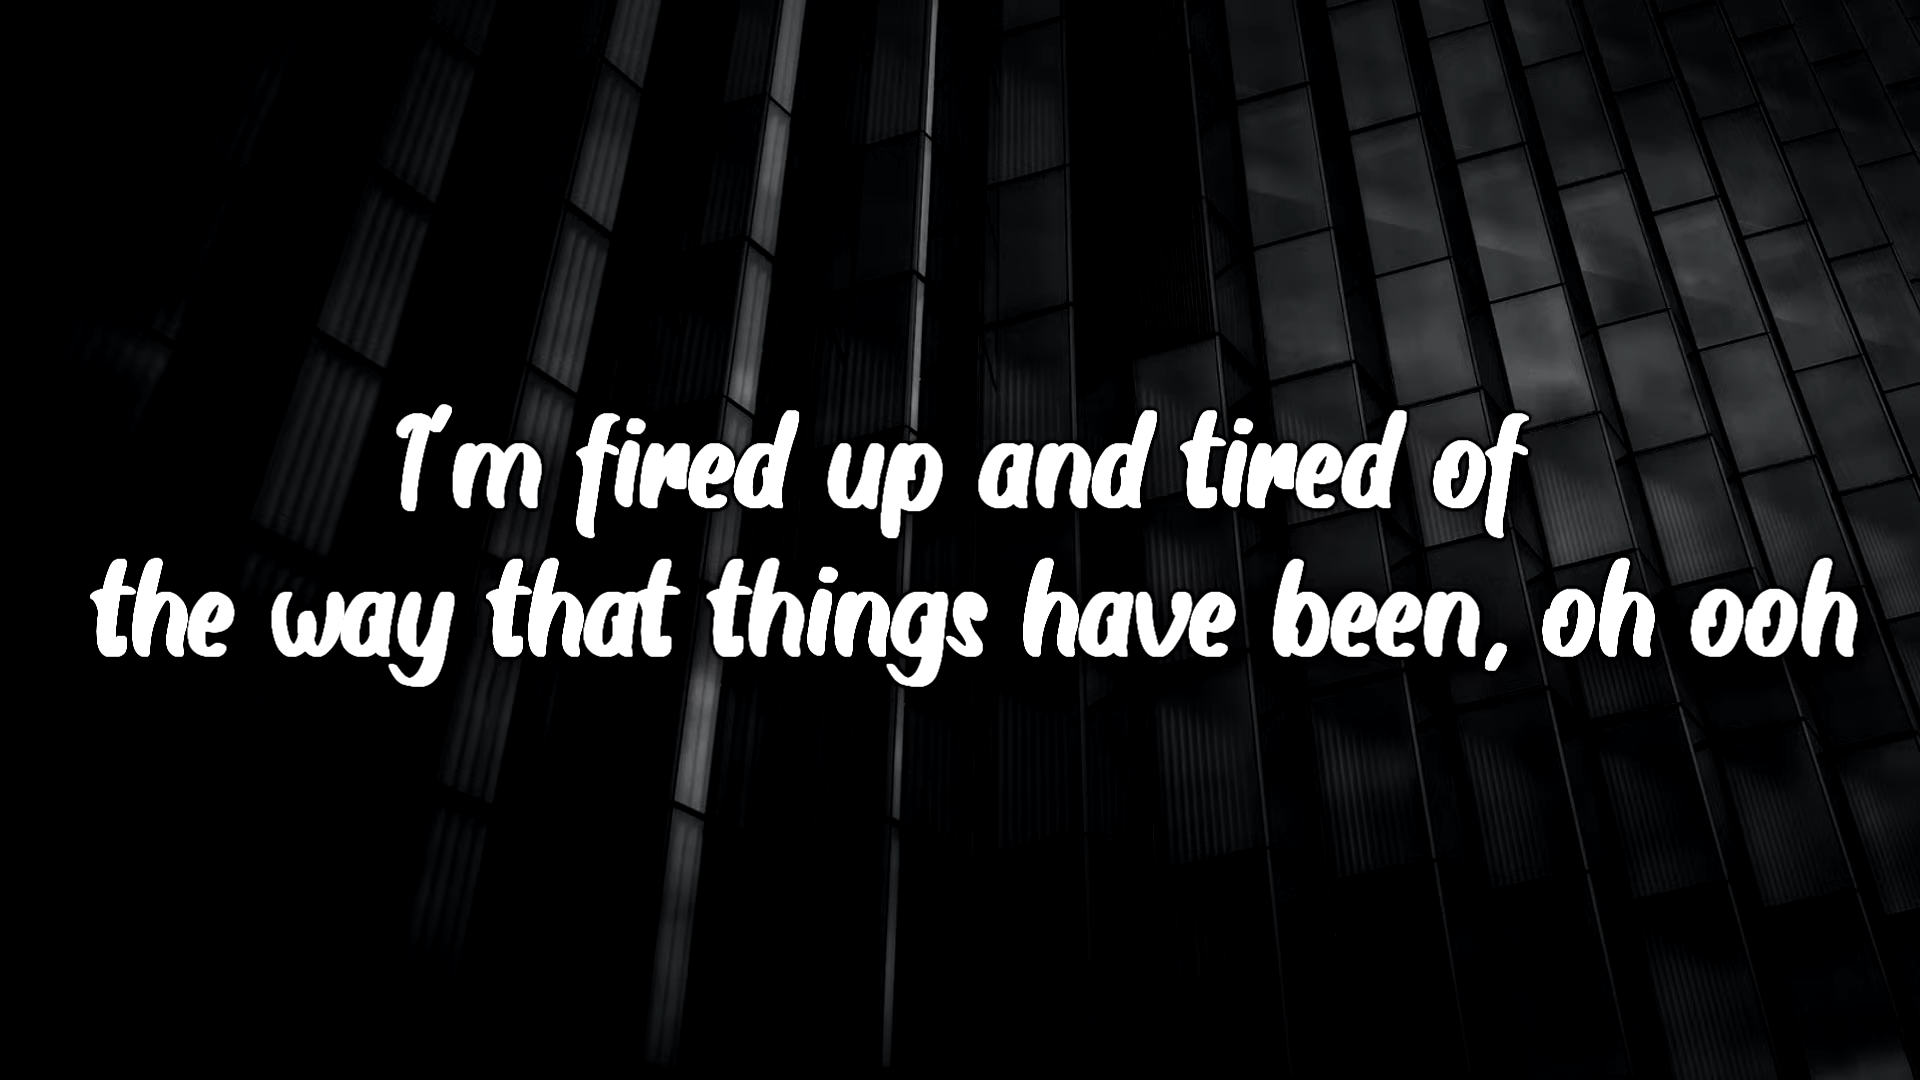 I'm fired up and tired of
the way that things have been, oh ooh